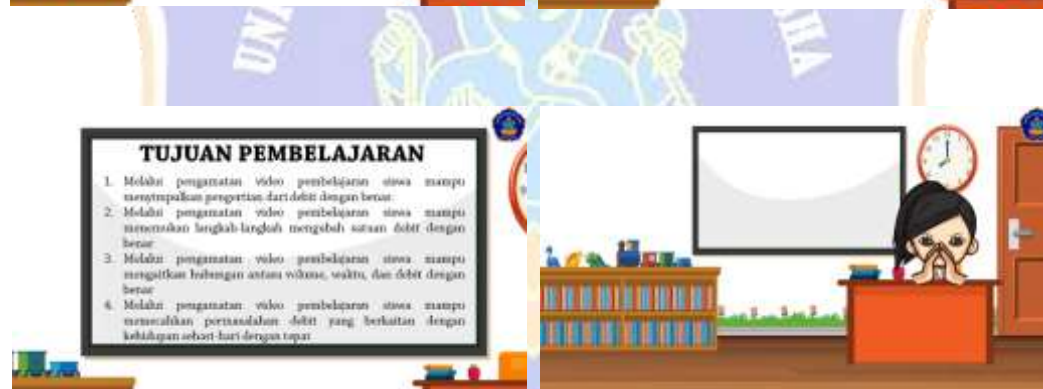 UN
SHA
TUJUAN PEMBELAJARAN
1. Melalui pengamatan video pembelajaran siswa mampu
menyimpulkan pengertian dari debit dengan benar.
2. Melalui pengamatan video pembelajaran siswa mampu
menemukan langkah-langkah mengubah satuan debit dengan
benar
3. Melalui pengamatan video pembelajaran siswa mampu
mengaitkan hubungan antara volume, waktu, dan debit dengan
benar
4. Melalui pengamatan video pembelajaran siswa mampu
memecahkan permasalahan debit yang berkaitan dengan
kehidupan sehari-hari dengan tepat